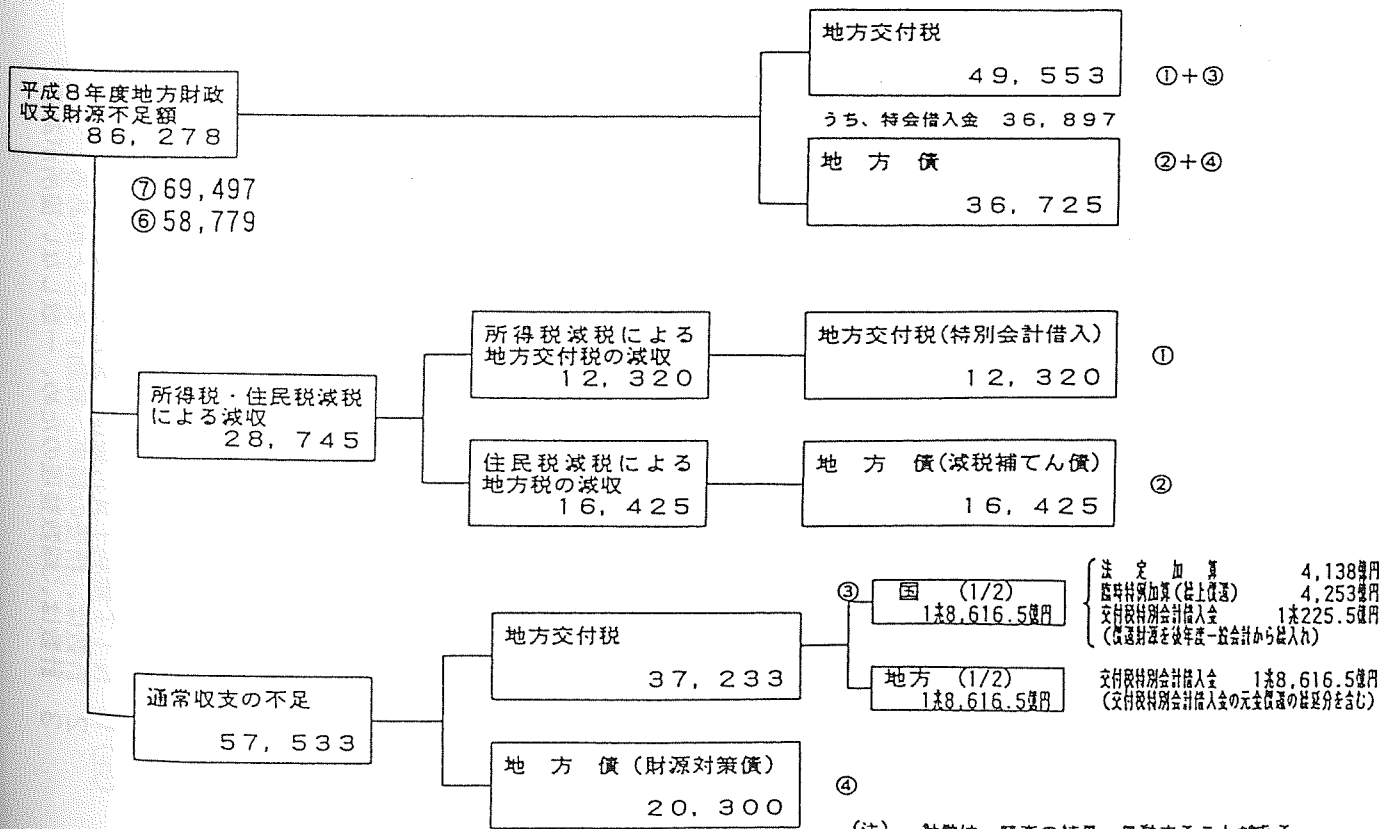 平成8年度地方財政
収支財源不足額
86,278
⑦69,497
⑥58,779
地方交付税
49,553
①+③
うち、特会借入金 36,897
地 方 債
36,725
②+④
所得税・住民税減税
による減収
28,745
所得税減税による
地方交付税の減収
12,320
地方交付税(特別会計借入)
12,320
①
住民税減税による
地方税の減収
16,425
地 方 債(減税補てん債)
16,425
②
通常収支の不足
57,533
地方交付税
37,233
③
国 (1/2)
1兆8,616.5億円
法 定 加 算 4,138億円
臨時特例加算(繰上償還) 4,253億円
交付税特別会計借入金 1兆225.5億円
(償還財源を後年度一般会計から繰入れ)
地方 (1/2)
1兆8,616.5億円
交付税特別会計借入金 1兆8,616.5億円
(交付税特別会計借入金の元金償還の繰延分を含む)
地 方 債(財源対策債)
20,300
④
(注)